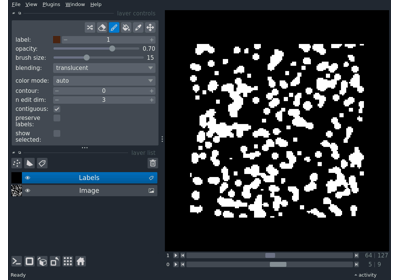 File View Plugins Window Help
layer controls
label: 1
opacity: 0.70
brush size: 15
blending: translucent
color mode: auto
contour: 0
n edit dim: 3
contiguous:
preserve
labels:
show
selected:
layer list
Labels
Image
1 64 127
0 5 9
Ready
activity